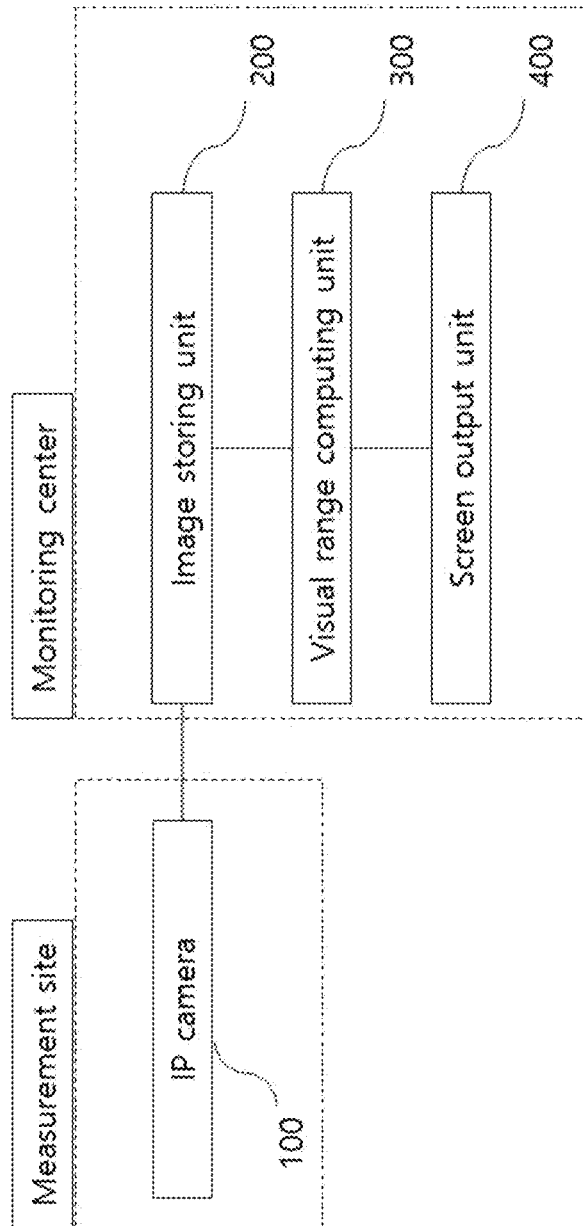 Measurement site
IP camera
100
Monitoring center
Image storing unit
200
Visual range computing unit
300
Screen output unit
400